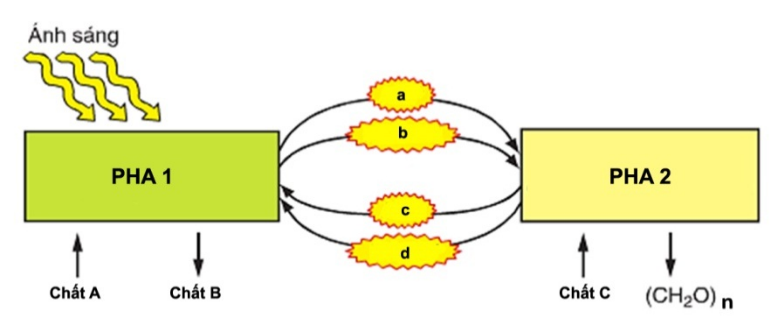 Ánh sáng
a
b
PHA 1
PHA 2
c
d
Chất A
Chất B
Chất C
(CH₂O) n